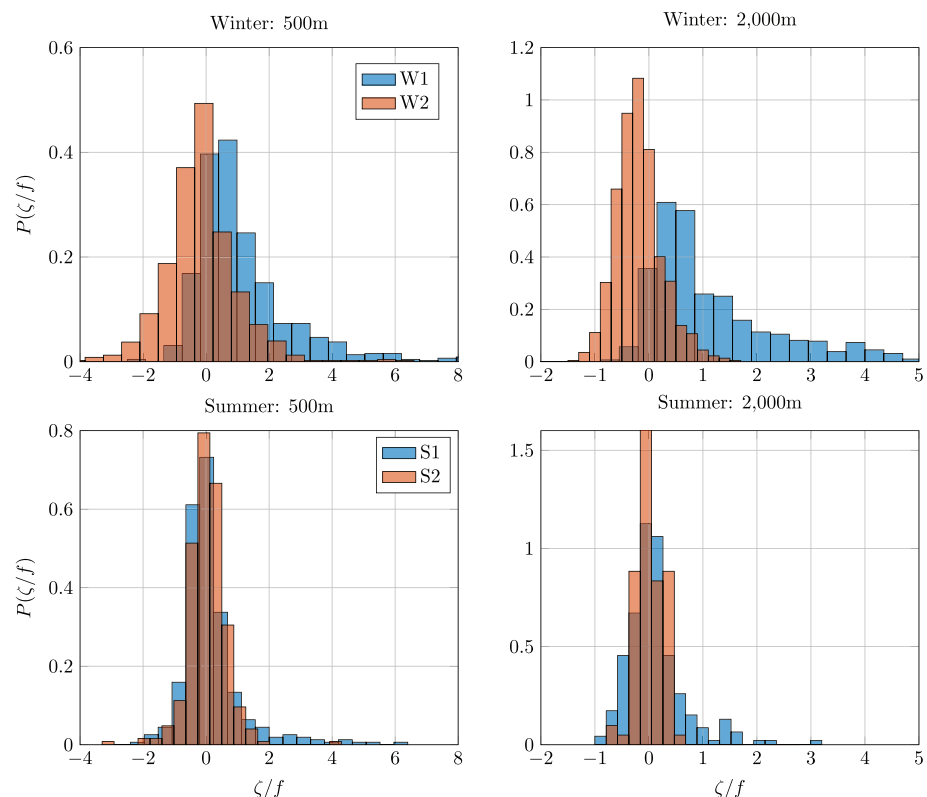 Winter: 500m
Winter: 2,000m
0.6
0.4
0.2
0
P(ζ/f)
W1
W2
−4 −2 0 2 4 6 8
1.2
1
0.8
0.6
0.4
0.2
0
−2 −1 0 1 2 3 4 5
Summer: 500m
Summer: 2,000m
0.8
0.6
0.4
0.2
0
P(ζ/f)
S1
S2
−4 −2 0 2 4 6 8
ζ/f
1.5
1
0.5
0
−2 −1 0 1 2 3 4 5
ζ/f